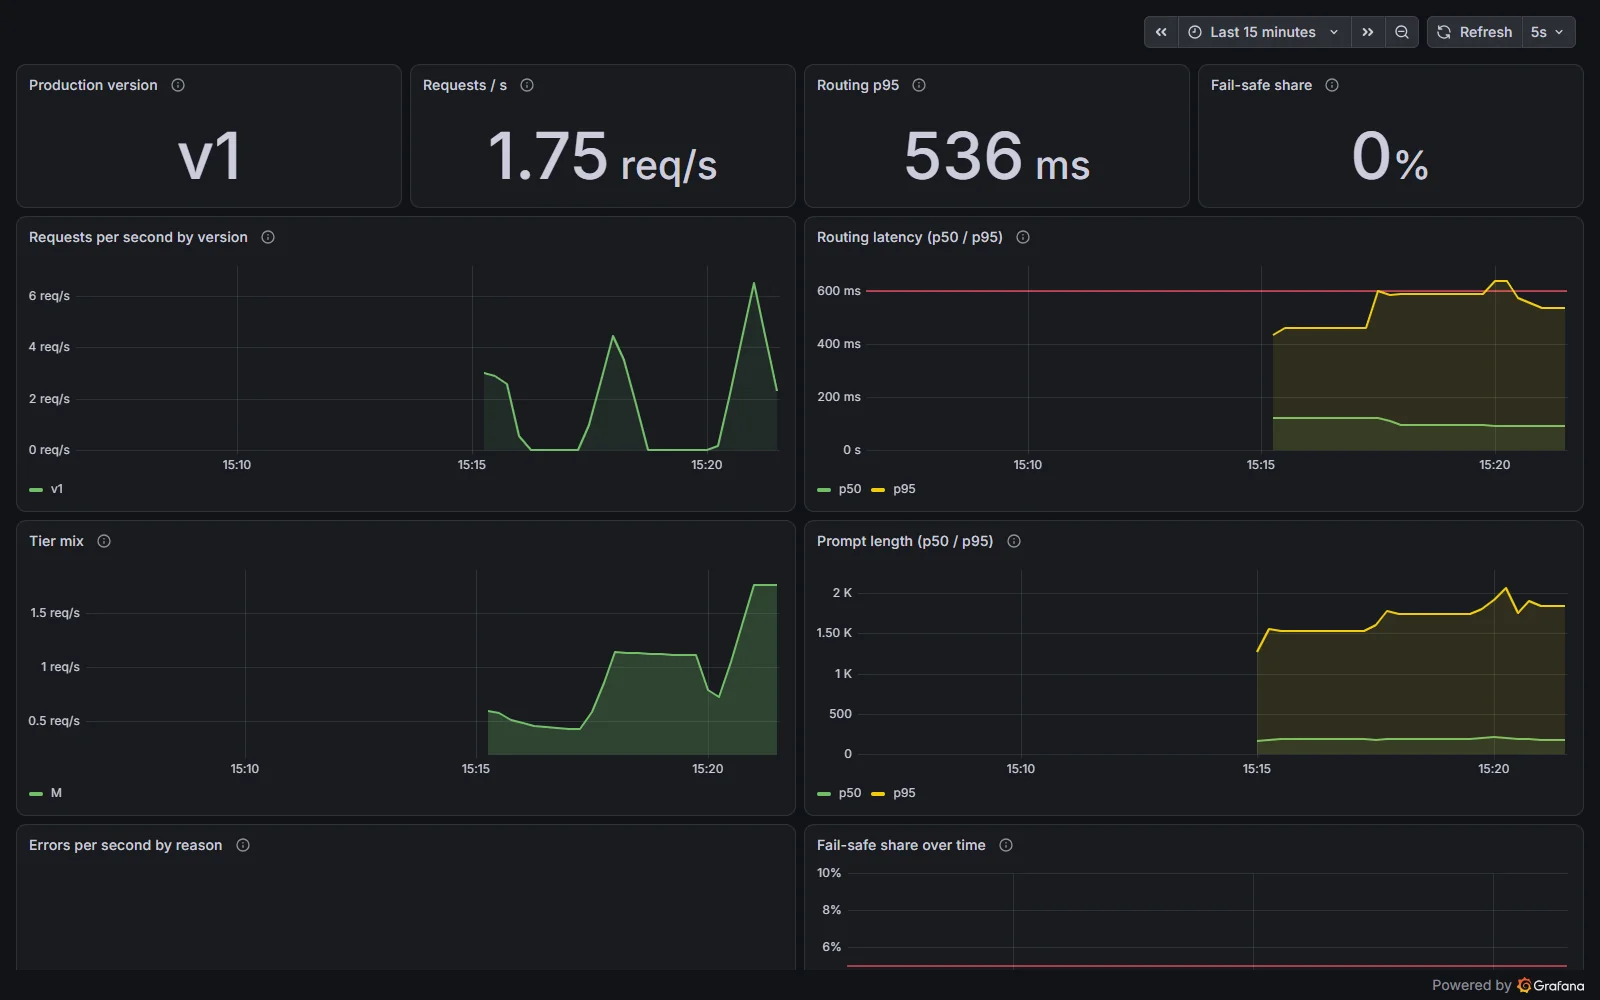 Last 15 minutes
Refresh
5s
Production version
v1
Requests / s
1.75 req/s
Routing p95
536 ms
Fail-safe share
0%
Requests per second by version
6 req/s
4 req/s
2 req/s
0 req/s
15:10
15:15
15:20
v1
Routing latency (p50 / p95)
600 ms
400 ms
200 ms
0 s
15:10
15:15
15:20
p50
p95
Tier mix
1.5 req/s
1 req/s
0.5 req/s
15:10
15:15
15:20
M
Prompt length (p50 / p95)
2 K
1.50 K
1 K
500
0
15:10
15:15
15:20
p50
p95
Errors per second by reason
Fail-safe share over time
10%
8%
6%
Powered by Grafana